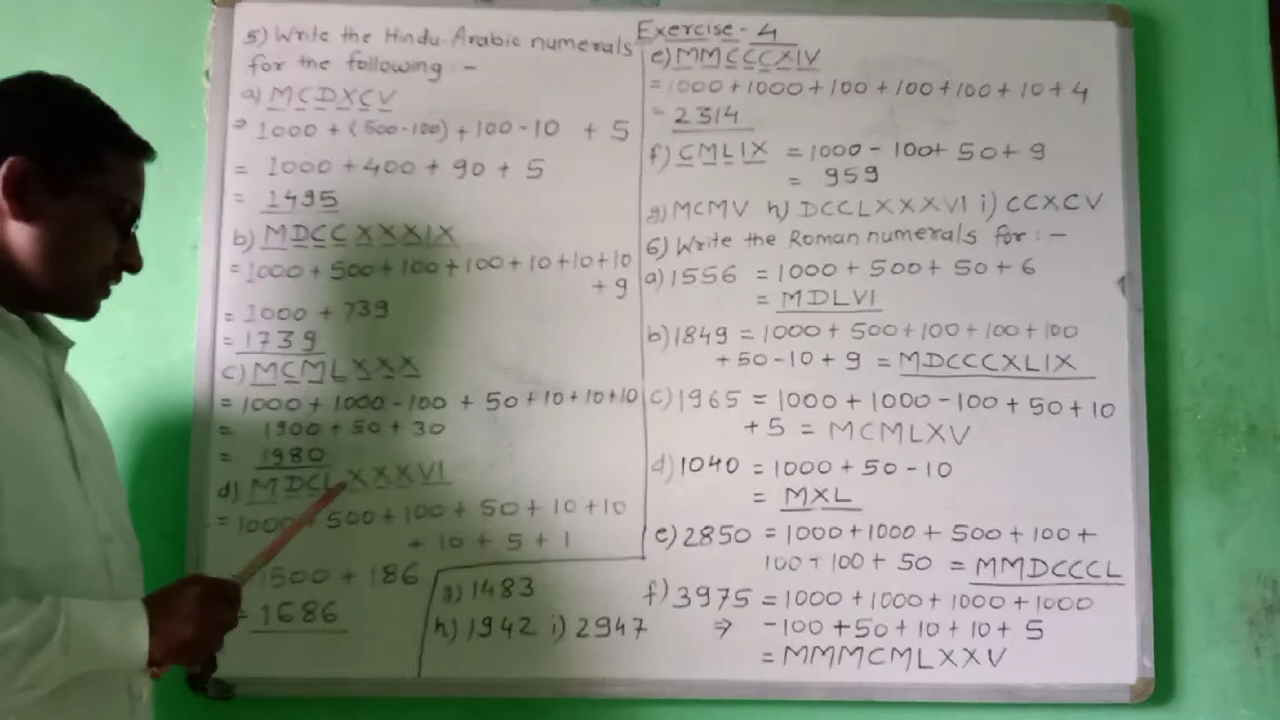 Exercise - 4
5) Write the Hindu-Arabic numerals
for the following :-
a) MCDXCV
⇒ 1000 + (500-100) + 100-10 + 5
= 1000 + 400 + 90 + 5
= 1495
b) MDCCXXXIX
= 1000 + 500 + 100 + 100 + 10 + 10 + 10
+ 9
= 1000 + 739
= 1739
c) MCMLXXX
= 1000 + 1000 - 100 + 50 + 10 + 10 + 10
= 1900 + 50 + 30
= 1980
d) MDCLXXXVI
= 1000 + 500 + 100 + 50 + 10 + 10
+ 10 + 5 + 1
1500 + 186
= 1686
e) MMCCCXIV
= 1000 + 1000 + 100 + 100 + 100 + 10 + 4
= 2314
f) CMLIX = 1000 - 100 + 50 + 9
= 959
g) MCMV h) DCCLXXXVI i) CCXCV
6) Write the Roman numerals for :-
a) 1556 = 1000 + 500 + 50 + 6
= MDLVI
b) 1849 = 1000 + 500 + 100 + 100 + 100
+ 50 - 10 + 9 = MDCCCXLIX
c) 1965 = 1000 + 1000 - 100 + 50 + 10
+ 5 = MCMLXV
d) 1040 = 1000 + 50 - 10
= MXL
e) 2850 = 1000 + 1000 + 500 + 100 +
100 + 100 + 50 = MMDCCCL
f) 3975 = 1000 + 1000 + 1000 + 1000
⇒ -100 + 50 + 10 + 10 + 5
= MMMCMLXXV
g) 1483
h) 1942 i) 2947